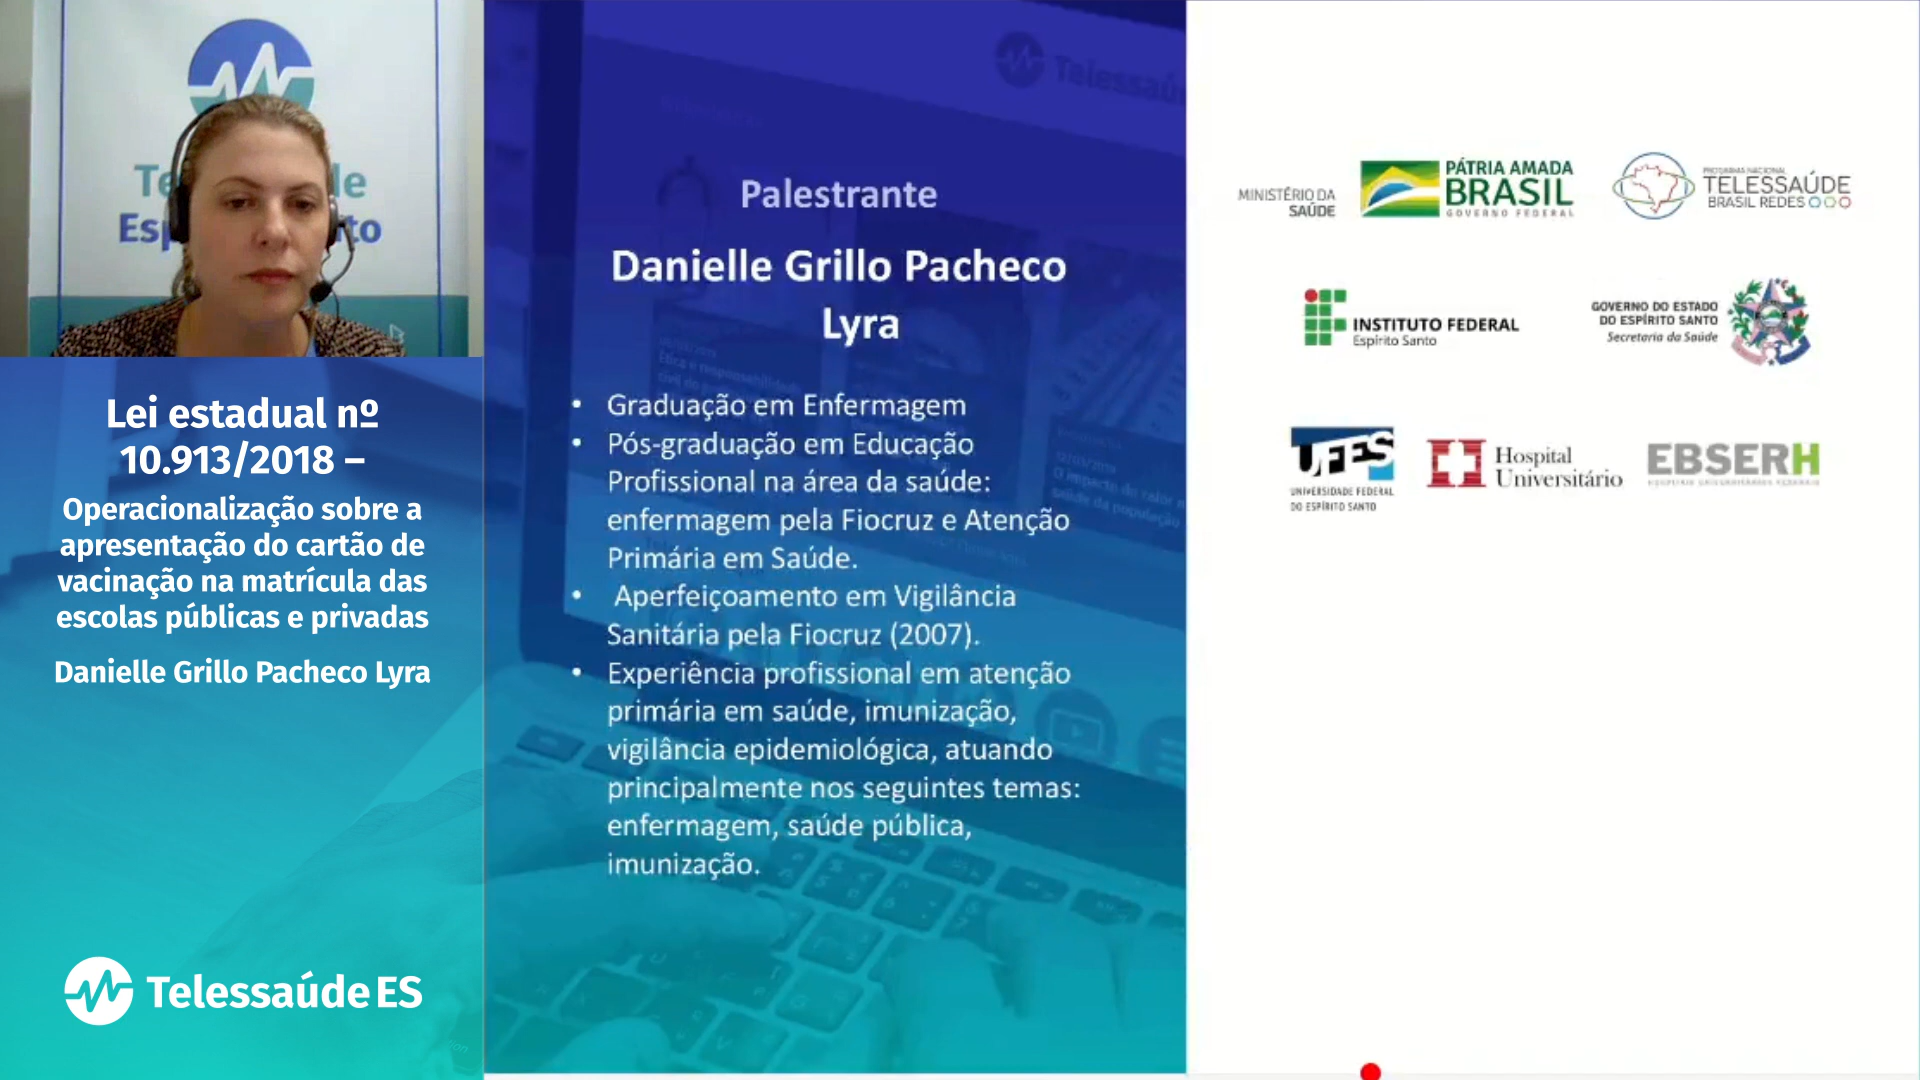 Lei estadual nº
10.913/2018 –
Operacionalização sobre a
apresentação do cartão de
vacinação na matrícula das
escolas públicas e privadas
Danielle Grillo Pacheco Lyra
TelessaúdeES
Palestrante
Danielle Grillo Pacheco
Lyra
• Graduação em Enfermagem
• Pós-graduação em Educação
Profissional na área da saúde:
enfermagem pela Fiocruz e Atenção
Primária em Saúde.
• Aperfeiçoamento em Vigilância
Sanitária pela Fiocruz (2007).
• Experiência profissional em atenção
primária em saúde, imunização,
vigilância epidemiológica, atuando
principalmente nos seguintes temas:
enfermagem, saúde pública,
imunização.
MINISTÉRIO DA
SAÚDE
PÁTRIA AMADA
BRASIL
GOVERNO FEDERAL
PROGRAMA NACIONAL
TELESSAÚDE
BRASIL REDES
INSTITUTO FEDERAL
Espírito Santo
GOVERNO DO ESTADO
DO ESPÍRITO SANTO
Secretaria da Saúde
UFES
UNIVERSIDADE FEDERAL
DO ESPÍRITO SANTO
Hospital
Universitário
EBSERH
HOSPITAIS UNIVERSITÁRIOS FEDERAIS